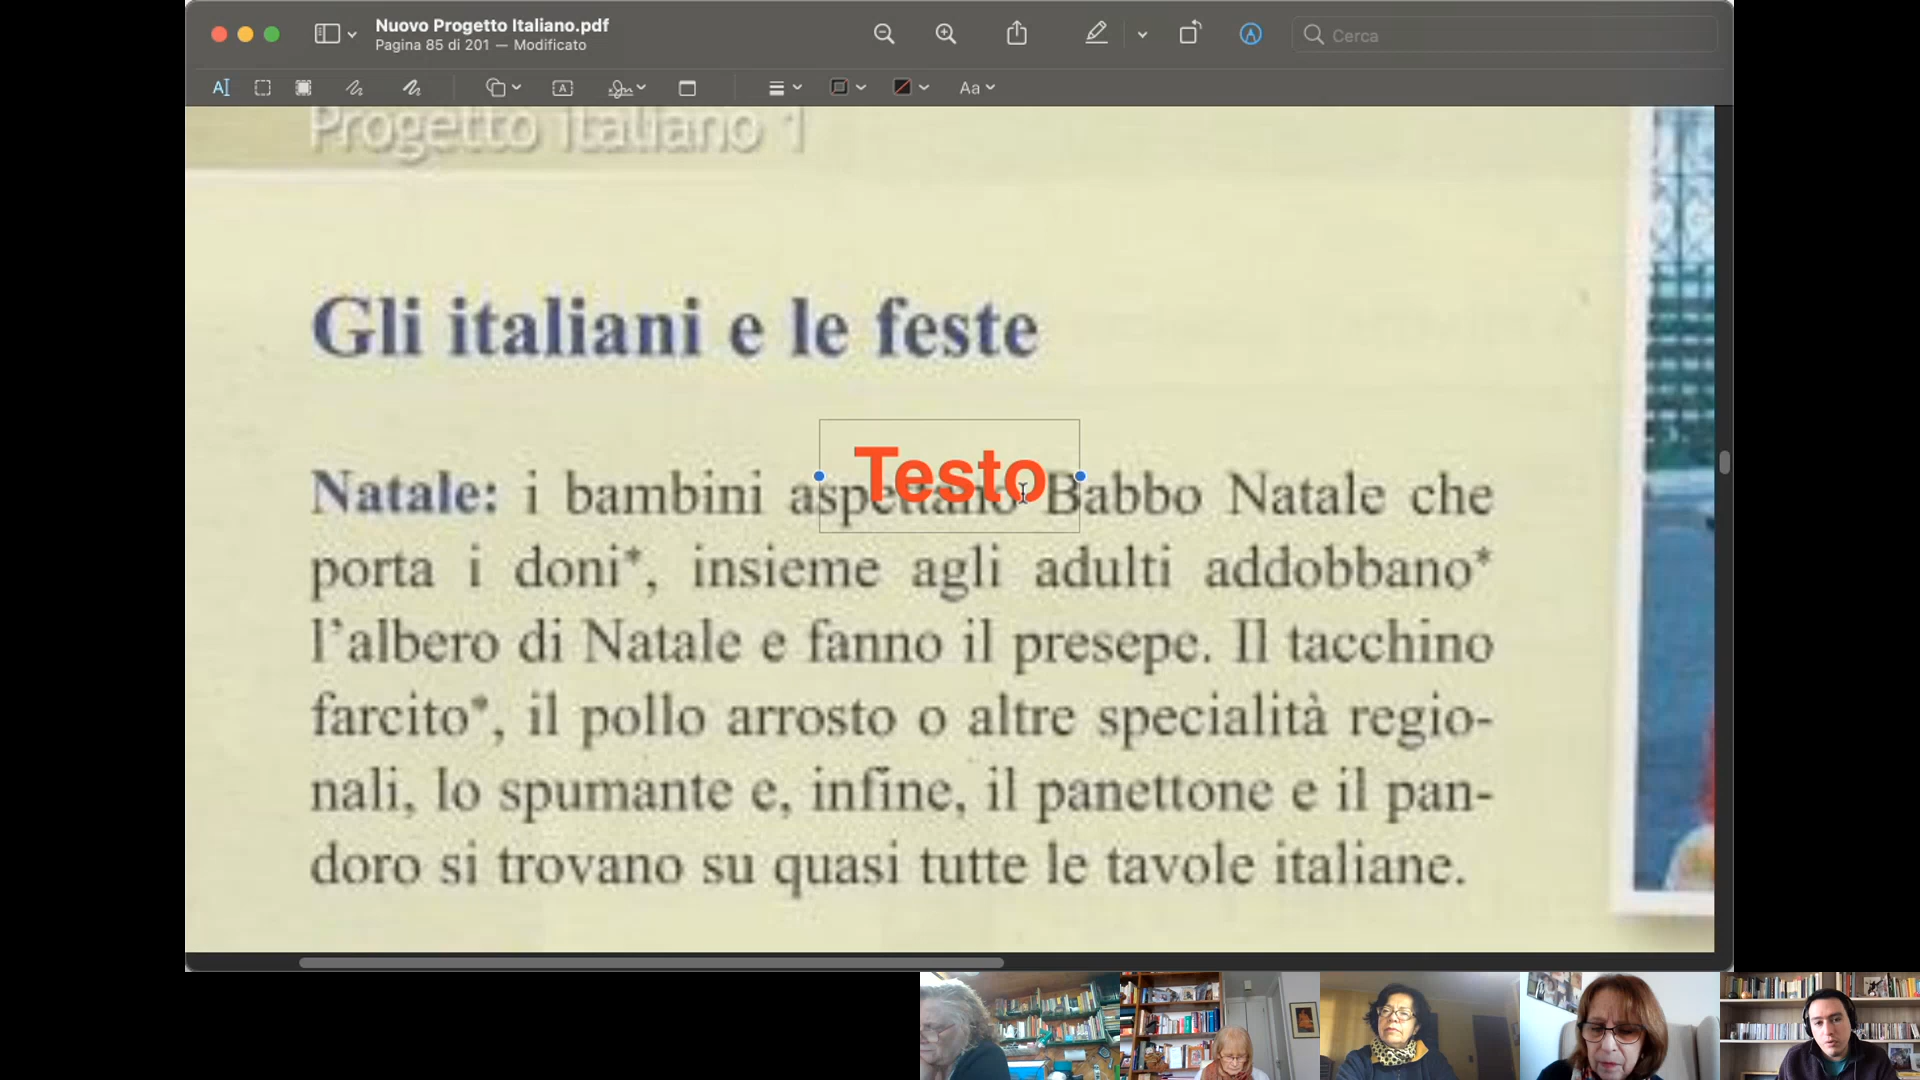 Nuovo Progetto Italiano.pdf
Pagina 85 di 201 — Modificato
Cerca
Aa
Progetto italiano 1
Gli italiani e le feste
Testo
Natale: i bambini aspettano Babbo Natale che
porta i doni*, insieme agli adulti addobbano*
l'albero di Natale e fanno il presepe. Il tacchino
farcito*, il pollo arrosto o altre specialità regio-
nali, lo spumante e, infine, il panettone e il pan-
doro si trovano su quasi tutte le tavole italiane.